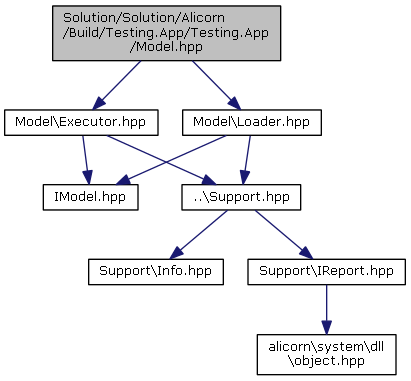 Solution/Solution/Alicorn
/Build/Testing.App/Testing.App
/Model.hpp
Model\Executor.hpp
Model\Loader.hpp
IModel.hpp
..\Support.hpp
Support\Info.hpp
Support\IReport.hpp
alicorn\system\dll
\object.hpp